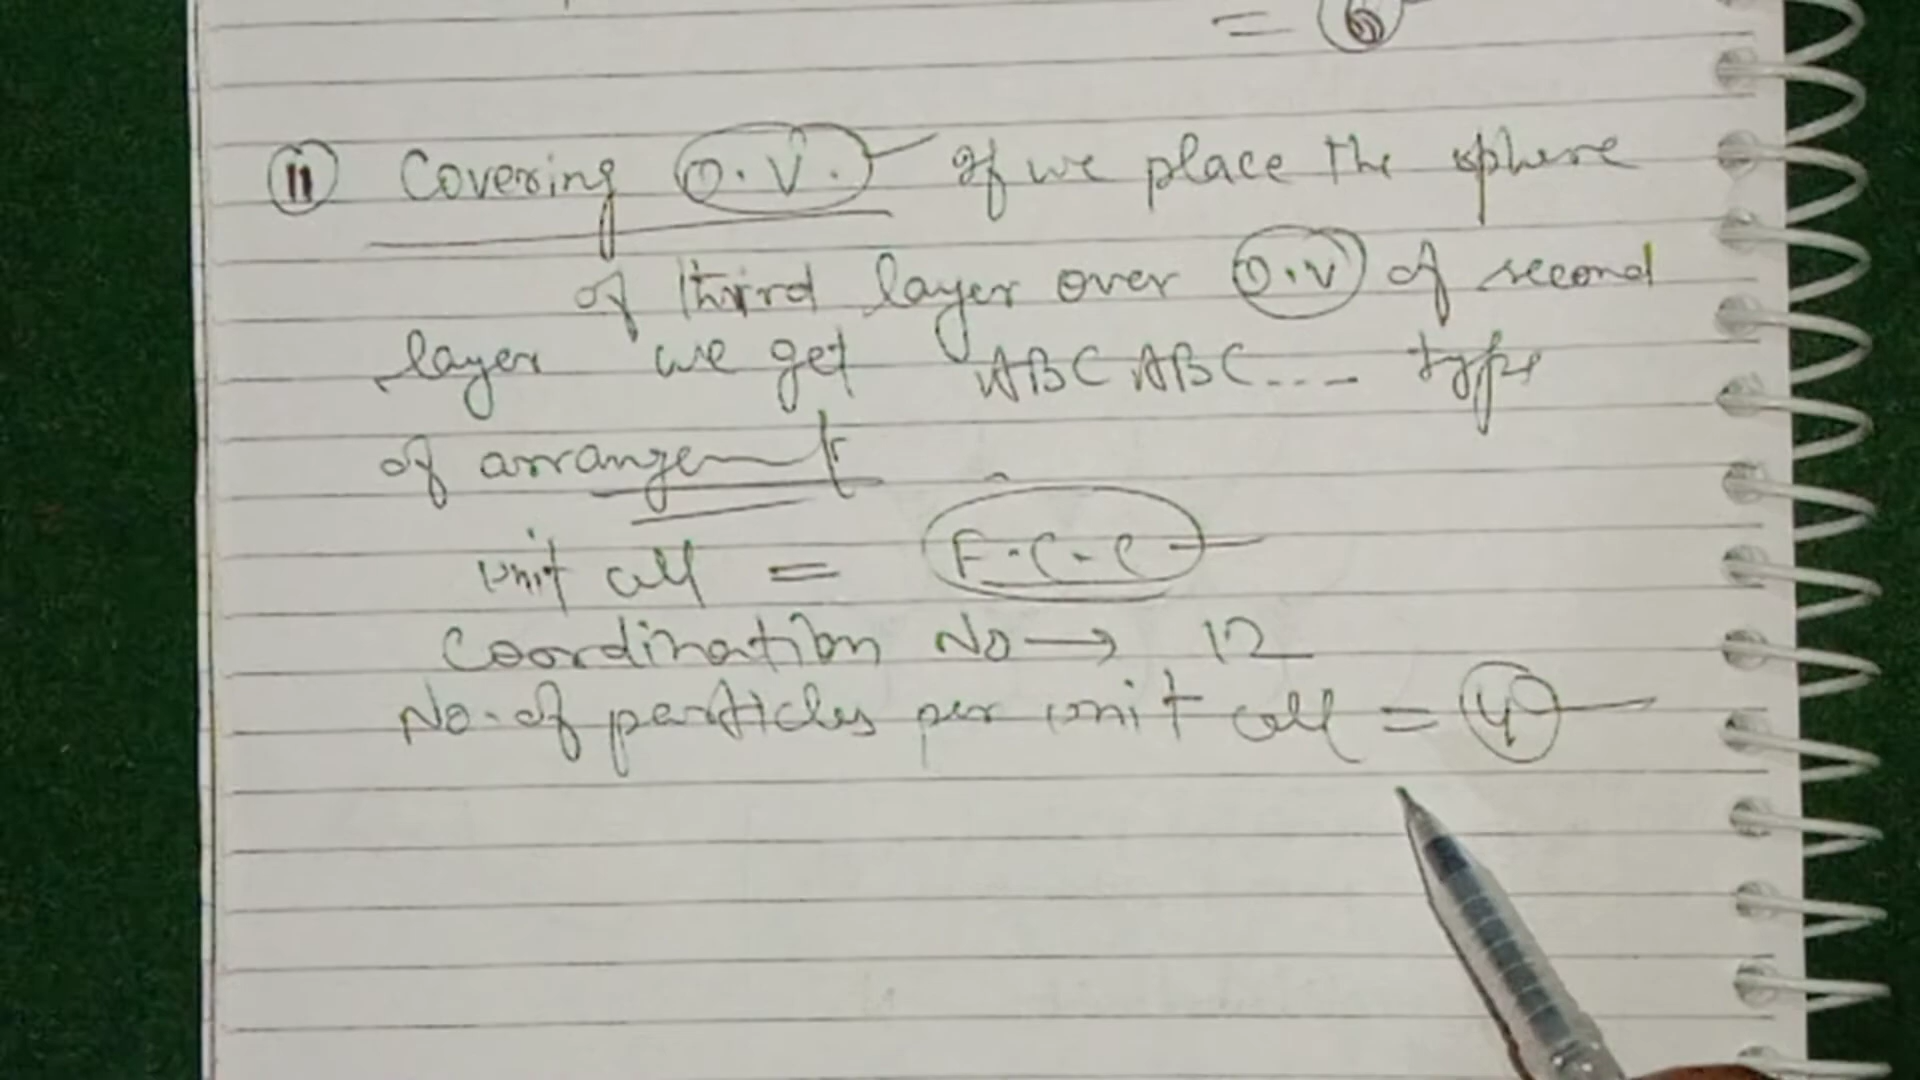 = 6
(ii) Covering O.V. If we place the sphere
of third layer over O.V of second
layer we get ABC ABC... type
of arrangement
Unit cell = F.C.C
Coordination No → 12
No. of particles per unit cell = 4